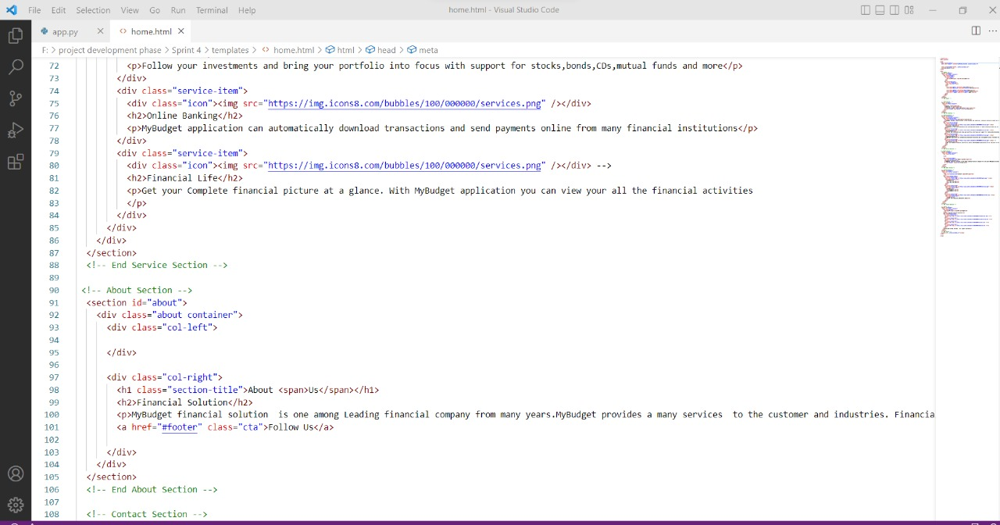 File Edit Selection View Go Run Terminal Help home.html - Visual Studio Code
app.py home.html
F: > project development phase > Sprint 4 > templates > <> home.html > html > head > meta
72 <p>Follow your investments and bring your portfolio into focus with support for stocks,bonds,CDs,mutual funds and more</p>
73 </div>
74 <div class="service-item">
75 <div class="icon"><img src="https://img.icons8.com/bubbles/100/000000/services.png" /></div>
76 <h2>Online Banking</h2>
77 <p>MyBudget application can automatically download transactions and send payments online from many financial institutions</p>
78 </div>
79 <div class="service-item">
80 <div class="icon"><img src="https://img.icons8.com/bubbles/100/000000/services.png" /></div> -->
81 <h2>Financial Life</h2>
82 <p>Get your Complete financial picture at a glance. With MyBudget application you can view your all the financial activities
83 </p>
84 </div>
85 </div>
86 </div>
87 </section>
88 <!-- End Service Section -->
89
90 <!-- About Section -->
91 <section id="about">
92 <div class="about container">
93 <div class="col-left">
94
95 </div>
96
97 <div class="col-right">
98 <h1 class="section-title">About <span>Us</span></h1>
99 <h2>Financial Solution</h2>
100 <p>MyBudget financial solution  is one among Leading financial company from many years.MyBudget provides a many services  to the customer and industries. Financia
101 <a href="#footer" class="cta">Follow Us</a>
102
103 </div>
104 </div>
105 </section>
106 <!-- End About Section -->
107
108 <!-- Contact Section -->